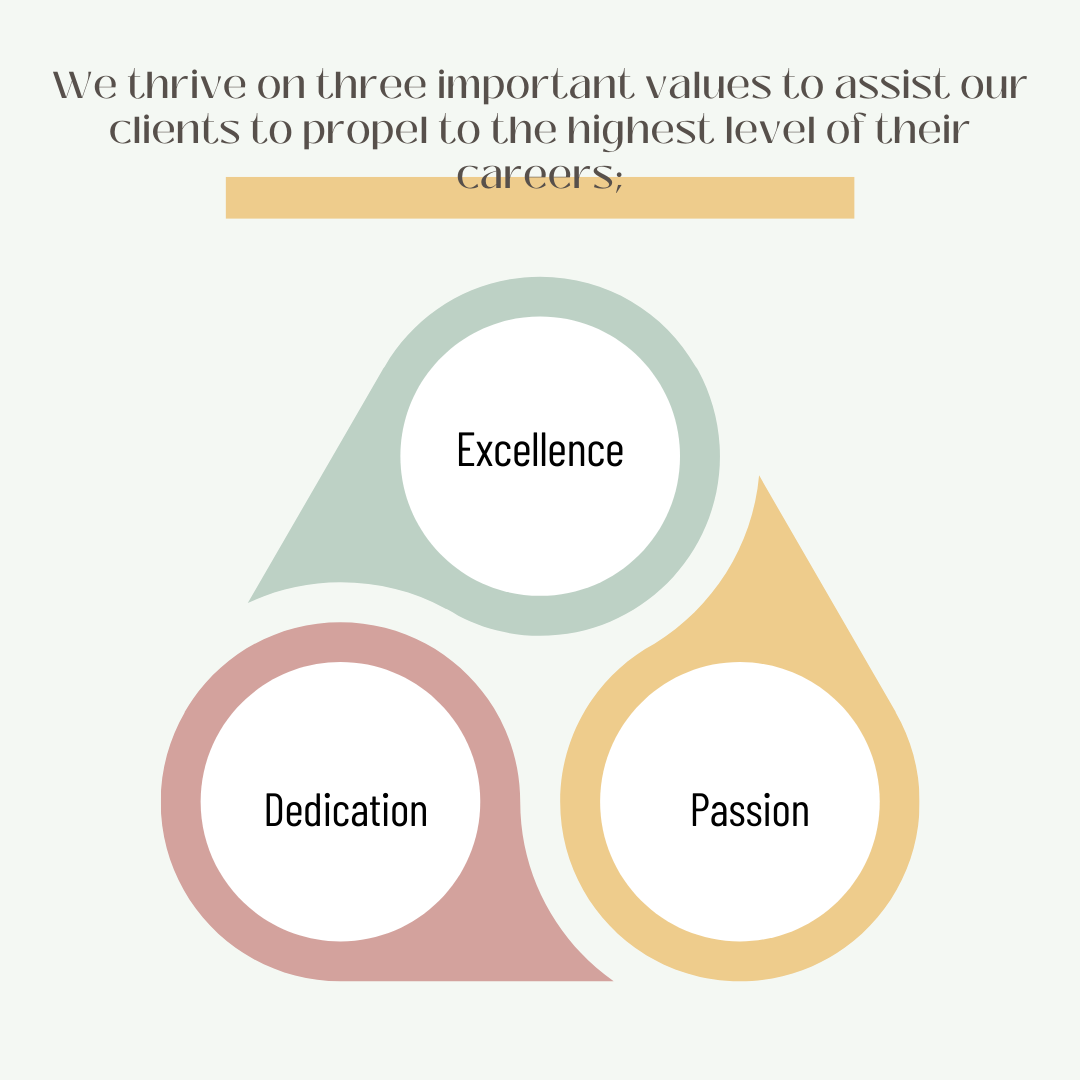 We thrive on three important values to assist our
clients to propel to the highest level of their
careers;
Excellence
Dedication
Passion